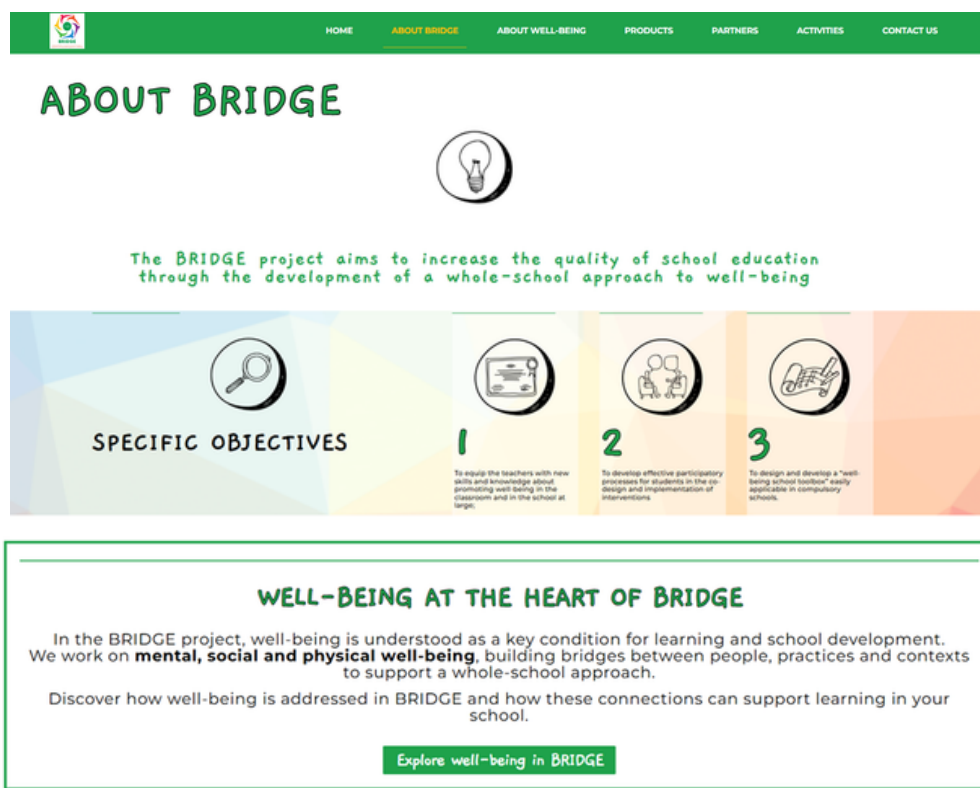 BRIDGE
HOME
ABOUT BRIDGE
ABOUT WELL-BEING
PRODUCTS
PARTNERS
ACTIVITIES
CONTACT US
ABOUT BRIDGE
The BRIDGE project aims to increase the quality of school education
through the development of a whole-school approach to well-being
SPECIFIC OBJECTIVES
1
To equip the teachers with new
skills and knowledge about
promoting well-being in the
classroom and in the school at
large;
2
To develop effective participatory
processes for students in the co-
design and implementation of
interventions
3
To design and develop a "well-
being school toolbox" easily
applicable in compulsory
schools.
WELL-BEING AT THE HEART OF BRIDGE
In the BRIDGE project, well-being is understood as a key condition for learning and school development.
We work on mental, social and physical well-being, building bridges between people, practices and contexts
to support a whole-school approach.
Discover how well-being is addressed in BRIDGE and how these connections can support learning in your
school.
Explore well-being in BRIDGE